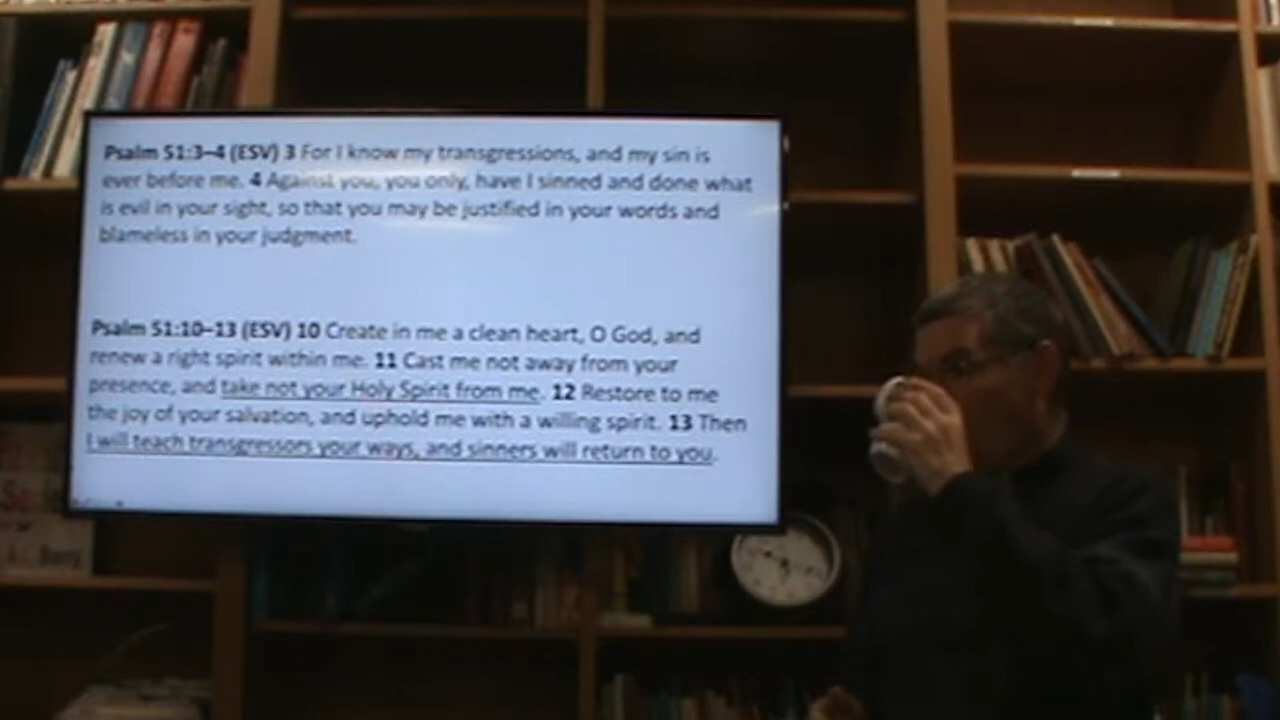 Psalm 51:3–4 (ESV) 3 For I know my transgressions, and my sin is
ever before me. 4 Against you, you only, have I sinned and done what
is evil in your sight, so that you may be justified in your words and
blameless in your judgment.
Psalm 51:10–13 (ESV) 10 Create in me a clean heart, O God, and
renew a right spirit within me. 11 Cast me not away from your
presence, and take not your Holy Spirit from me. 12 Restore to me
the joy of your salvation, and uphold me with a willing spirit. 13 Then
I will teach transgressors your ways, and sinners will return to you.